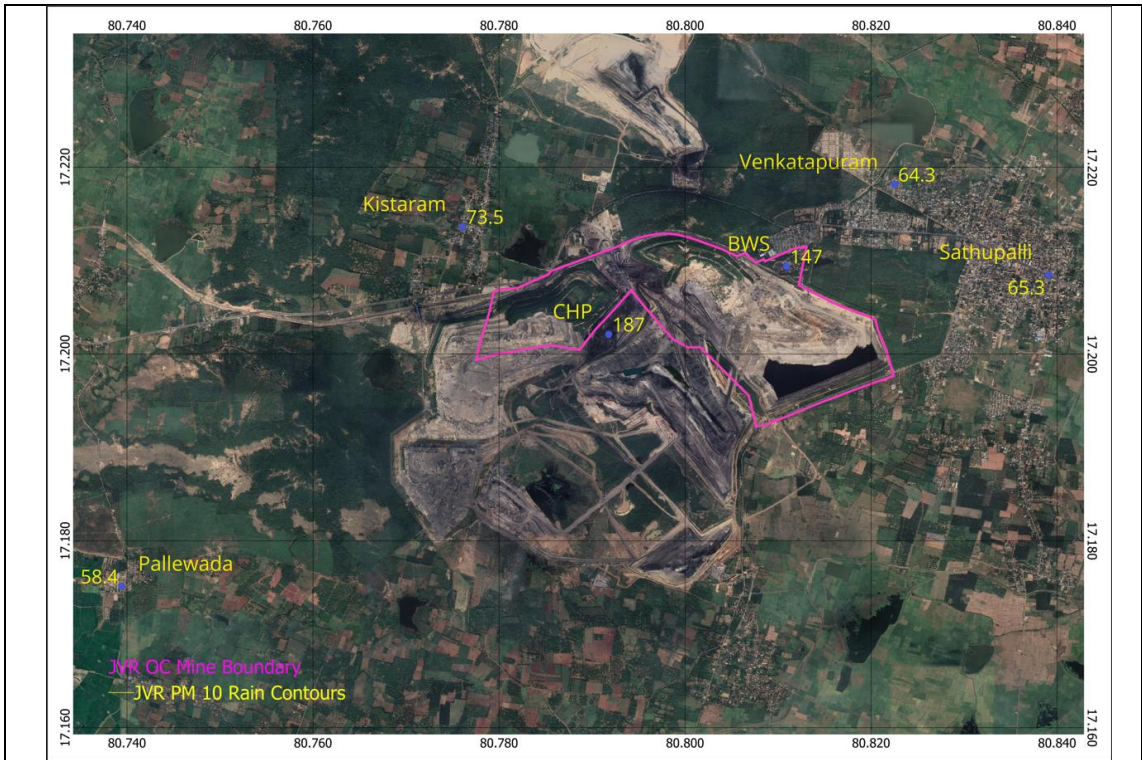 80.740 80.760 80.780 80.800 80.820 80.840
17.220
17.220
Venkatapuram
64.3
Kistaram
73.5
BWS
147
Sathupalli
65.3
CHP
187
17.200
17.200
17.180
17.180
Pallewada
58.4
JVR OC Mine Boundary
JVR PM 10 Rain Contours
17.160
17.160
80.740 80.760 80.780 80.800 80.820 80.840